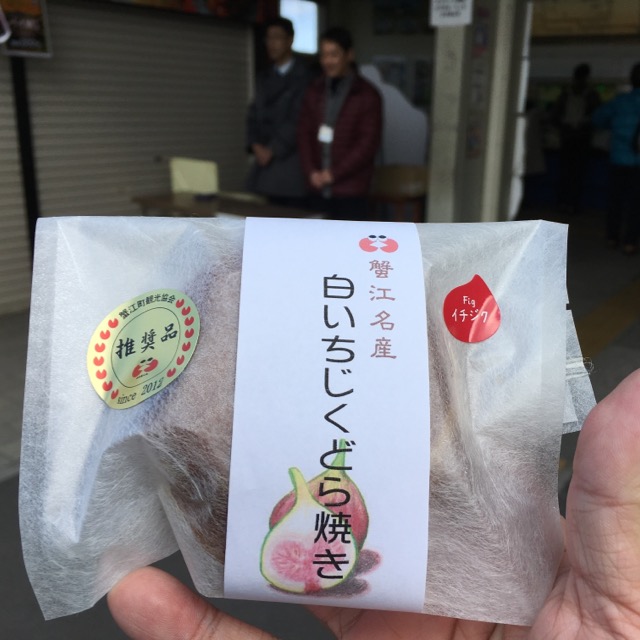 蟹江町観光協会
推奨品
since 2012
蟹江名産
白いちじくどら焼き
Fig
イチジク